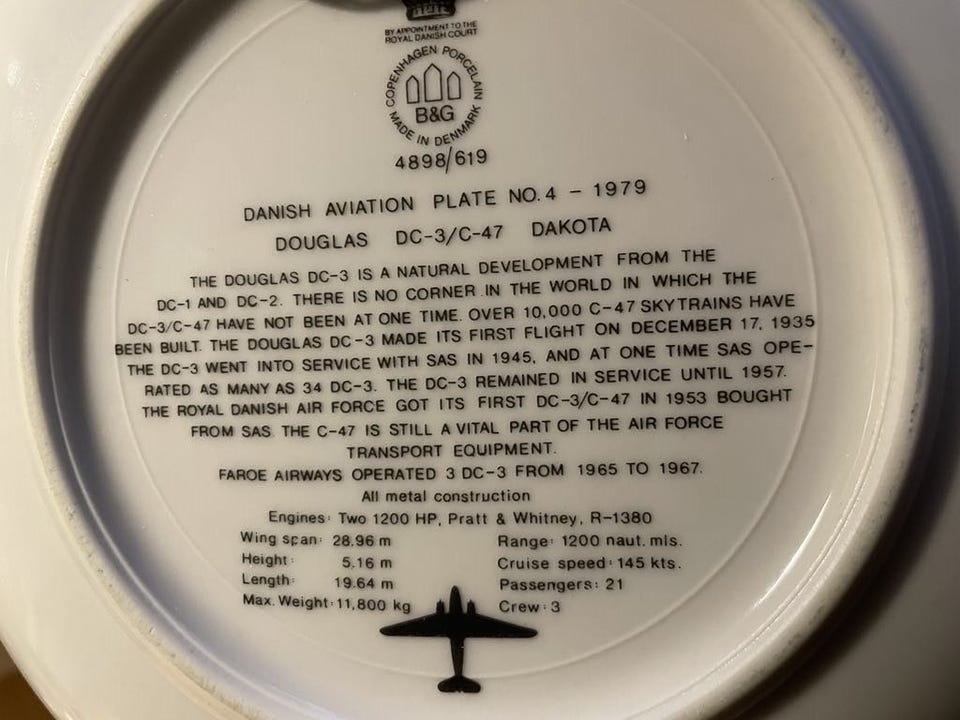 BY APPOINTMENT TO THE
ROYAL DANISH COURT
COPENHAGEN PORCELAIN
B&G
MADE IN DENMARK
4898/619
DANISH AVIATION PLATE NO. 4 - 1979
DOUGLAS DC-3/C-47 DAKOTA
THE DOUGLAS DC-3 IS A NATURAL DEVELOPMENT FROM THE
DC-1 AND DC-2. THERE IS NO CORNER IN THE WORLD IN WHICH THE
DC-3/C-47 HAVE NOT BEEN AT ONE TIME. OVER 10,000 C-47 SKYTRAINS HAVE
BEEN BUILT. THE DOUGLAS DC-3 MADE ITS FIRST FLIGHT ON DECEMBER 17, 1935
THE DC-3 WENT INTO SERVICE WITH SAS IN 1945, AND AT ONE TIME SAS OPE-
RATED AS MANY AS 34 DC-3. THE DC-3 REMAINED IN SERVICE UNTIL 1957.
THE ROYAL DANISH AIR FORCE GOT ITS FIRST DC-3/C-47 IN 1953 BOUGHT
FROM SAS. THE C-47 IS STILL A VITAL PART OF THE AIR FORCE
TRANSPORT EQUIPMENT.
FAROE AIRWAYS OPERATED 3 DC-3 FROM 1965 TO 1967.
All metal construction
Engines: Two 1200 HP, Pratt & Whitney, R-1380
Wing span: 28.96 m Range: 1200 naut. mls.
Height: 5,16 m Cruise speed: 145 kts.
Length: 19.64 m Passengers: 21
Max. Weight: 11,800 kg Crew: 3